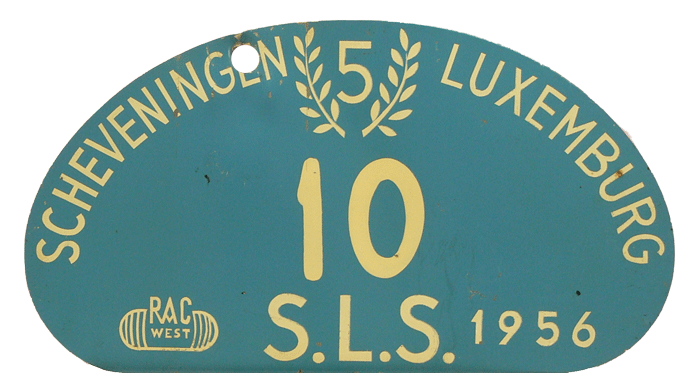 SCHEVENINGEN 5 LUXEMBURG
10
RAC
WEST
S.L.S. 1956